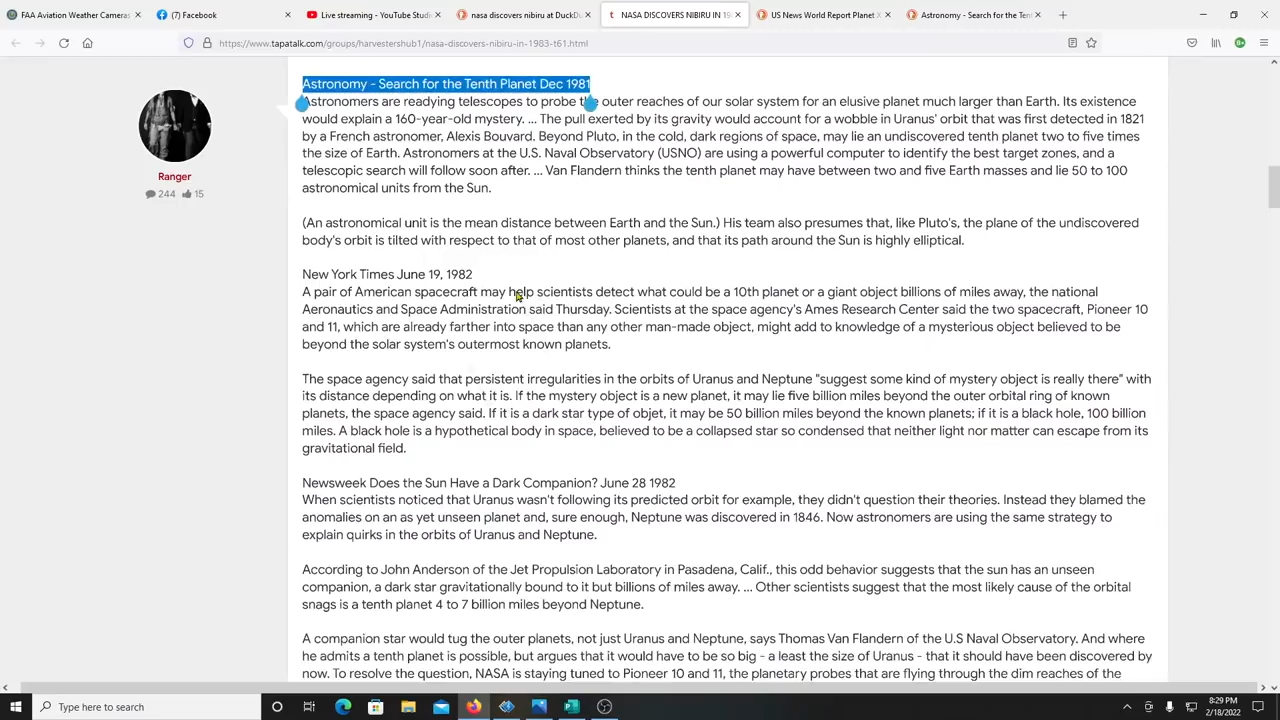 FAA Aviation Weather Cameras
(7) Facebook
Live streaming - YouTube Studi
nasa discovers nibiru at DuckDu
NASA DISCOVERS NIBIRU IN 19
US News World Report Planet X
Astronomy - Search for the Tent
https://www.tapatalk.com/groups/harvestershub1/nasa-discovers-nibiru-in-1983-t61.html
Astronomy - Search for the Tenth Planet Dec 1981
Astronomers are readying telescopes to probe the outer reaches of our solar system for an elusive planet much larger than Earth. Its existence
would explain a 160-year-old mystery. ... The pull exerted by its gravity would account for a wobble in Uranus' orbit that was first detected in 1821
by a French astronomer, Alexis Bouvard. Beyond Pluto, in the cold, dark regions of space, may lie an undiscovered tenth planet two to five times
the size of Earth. Astronomers at the U.S. Naval Observatory (USNO) are using a powerful computer to identify the best target zones, and a
telescopic search will follow soon after. ... Van Flandern thinks the tenth planet may have between two and five Earth masses and lie 50 to 100
astronomical units from the Sun.
Ranger
244 15
(An astronomical unit is the mean distance between Earth and the Sun.) His team also presumes that, like Pluto's, the plane of the undiscovered
body's orbit is tilted with respect to that of most other planets, and that its path around the Sun is highly elliptical.
New York Times June 19, 1982
A pair of American spacecraft may help scientists detect what could be a 10th planet or a giant object billions of miles away, the national
Aeronautics and Space Administration said Thursday. Scientists at the space agency's Ames Research Center said the two spacecraft, Pioneer 10
and 11, which are already farther into space than any other man-made object, might add to knowledge of a mysterious object believed to be
beyond the solar system's outermost known planets.
The space agency said that persistent irregularities in the orbits of Uranus and Neptune "suggest some kind of mystery object is really there" with
its distance depending on what it is. If the mystery object is a new planet, it may lie five billion miles beyond the outer orbital ring of known
planets, the space agency said. If it is a dark star type of objet, it may be 50 billion miles beyond the known planets; if it is a black hole, 100 billion
miles. A black hole is a hypothetical body in space, believed to be a collapsed star so condensed that neither light nor matter can escape from its
gravitational field.
Newsweek Does the Sun Have a Dark Companion? June 28 1982
When scientists noticed that Uranus wasn't following its predicted orbit for example, they didn't question their theories. Instead they blamed the
anomalies on an as yet unseen planet and, sure enough, Neptune was discovered in 1846. Now astronomers are using the same strategy to
explain quirks in the orbits of Uranus and Neptune.
According to John Anderson of the Jet Propulsion Laboratory in Pasadena, Calif., this odd behavior suggests that the sun has an unseen
companion, a dark star gravitationally bound to it but billions of miles away. ... Other scientists suggest that the most likely cause of the orbital
snags is a tenth planet 4 to 7 billion miles beyond Neptune.
A companion star would tug the outer planets, not just Uranus and Neptune, says Thomas Van Flandern of the U.S Naval Observatory. And where
he admits a tenth planet is possible, but argues that it would have to be so big - a least the size of Uranus - that it should have been discovered by
now. To resolve the question, NASA is staying tuned to Pioneer 10 and 11, the planetary probes that are flying through the dim reaches of the
Type here to search
8:29 PM
2/18/2022